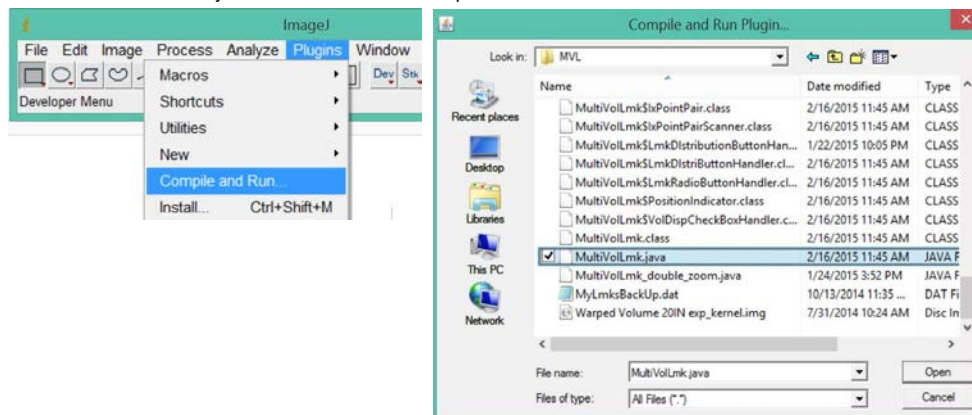 ImageJ
File Edit Image Process Analyze Plugins Window
Dev Stk
Developer Menu
Macros
Shortcuts
Utilities
New
Compile and Run...
Install... Ctrl+Shift+M
Compile and Run Plugin...
Look in: MVL
Name Date modified Type
MultiVolLmk$IxPointPair.class 2/16/2015 11:45 AM CLASS
MultiVolLmk$IxPointPairScanner.class 2/16/2015 11:45 AM CLASS
MultiVolLmk$LmkDIstributionButtonHan... 1/22/2015 10:05 PM CLASS
MultiVolLmk$LmkDIstriButtonHandler.cl... 2/16/2015 11:45 AM CLASS
MultiVolLmk$LmkRadioButtonHandler.cl... 2/16/2015 11:45 AM CLASS
MultiVolLmk$PositionIndicator.class 2/16/2015 11:45 AM CLASS
MultiVolLmk$VolDispCheckBoxHandler.c... 2/16/2015 11:45 AM CLASS
MultiVolLmk.class 2/16/2015 11:45 AM CLASS
MultiVolLmk.java 2/16/2015 11:45 AM JAVA F
MultiVolLmk_double_zoom.java 1/24/2015 3:52 PM JAVA F
MyLmksBackUp.dat 10/13/2014 11:35 ... DAT Fi
Warped Volume 20IN exp_kernel.img 7/31/2014 10:24 AM Disc Im
Recent places
Desktop
Libraries
This PC
Network
File name: MultiVolLmk.java Open
Files of type: All Files (*.*) Cancel